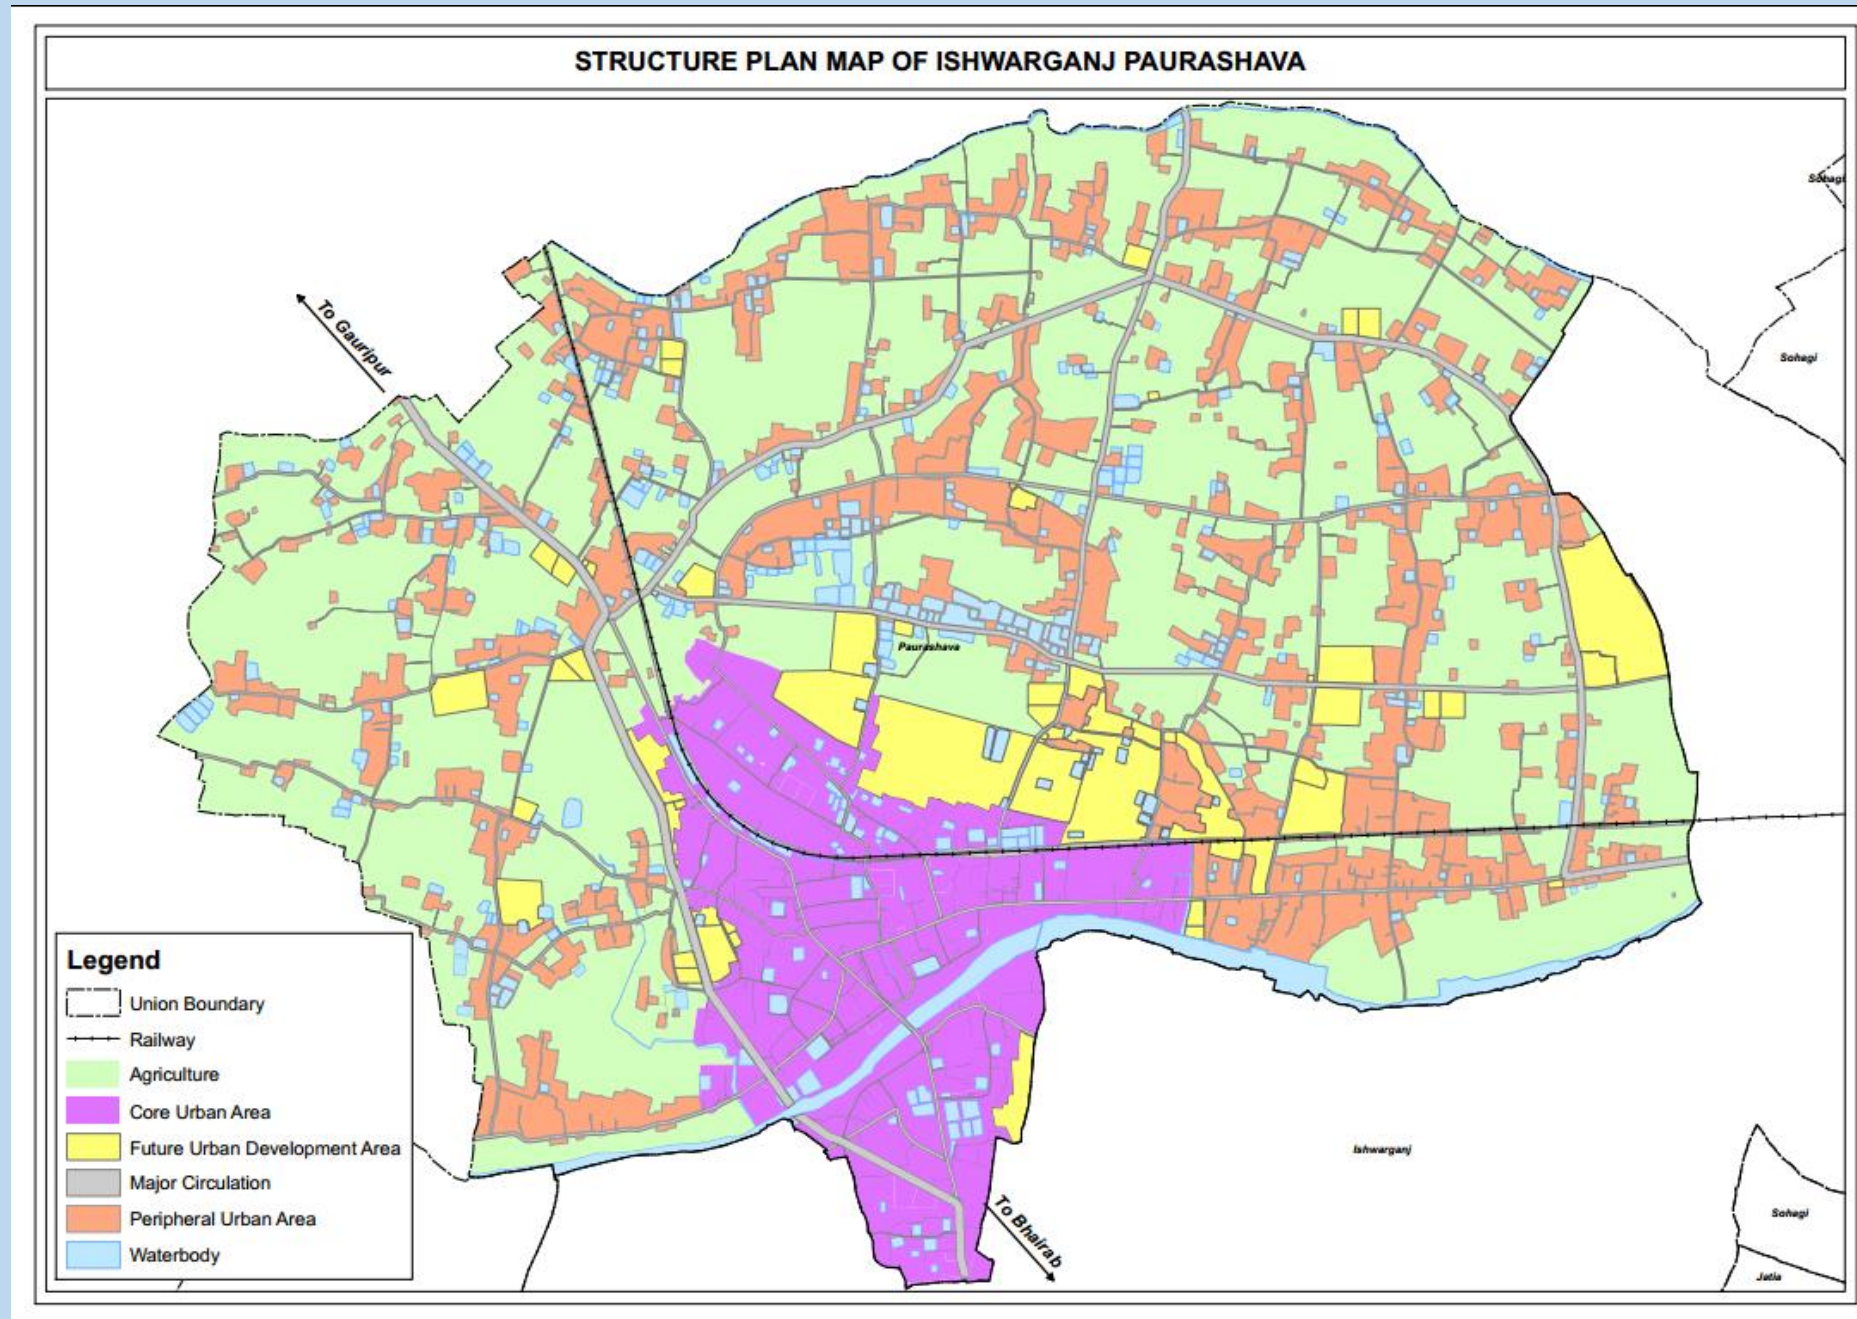 STRUCTURE PLAN MAP OF ISHWARGANJ PAURASHAVA
Sohagi
To Gauripur
Sohagi
Paurashava
Legend
Union Boundary
Railway
Agriculture
Core Urban Area
Future Urban Development Area
Major Circulation
Peripheral Urban Area
Waterbody
Ishwarganj
To Bhairab
Sohagi
Jatia